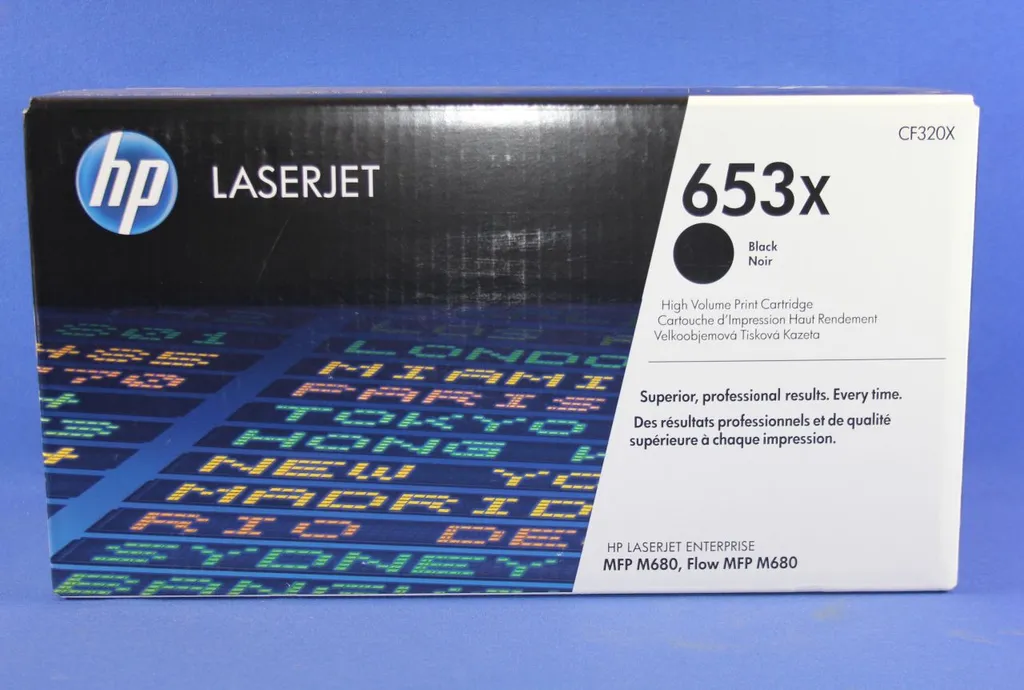 hp
LASERJET
CF320X
653X
Black
Noir
High Volume Print Cartridge
Cartouche d'Impression Haut Rendement
Velkoobjemová Tisková Kazeta
Superior, professional results. Every time.
Des résultats professionnels et de qualité
supérieure à chaque impression.
HP LASERJET ENTERPRISE
MFP M680, Flow MFP M680
LONDO
MIAMI
PARIS
TOKYO
HONG
NEW YO
MADRID
RIO DE
SYDNEY